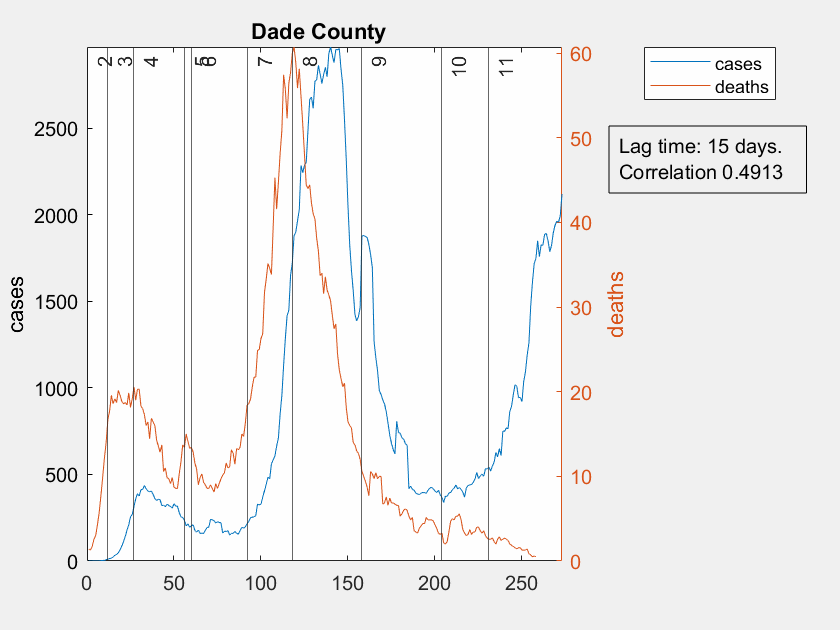 Dade County
cases
deaths
Lag time: 15 days.
Correlation 0.4913
2 3 4 5 6 7 8 9 10 11
2500
2000
1500
1000
500
0
cases
60
50
40
30
20
10
0
deaths
0 50 100 150 200 250